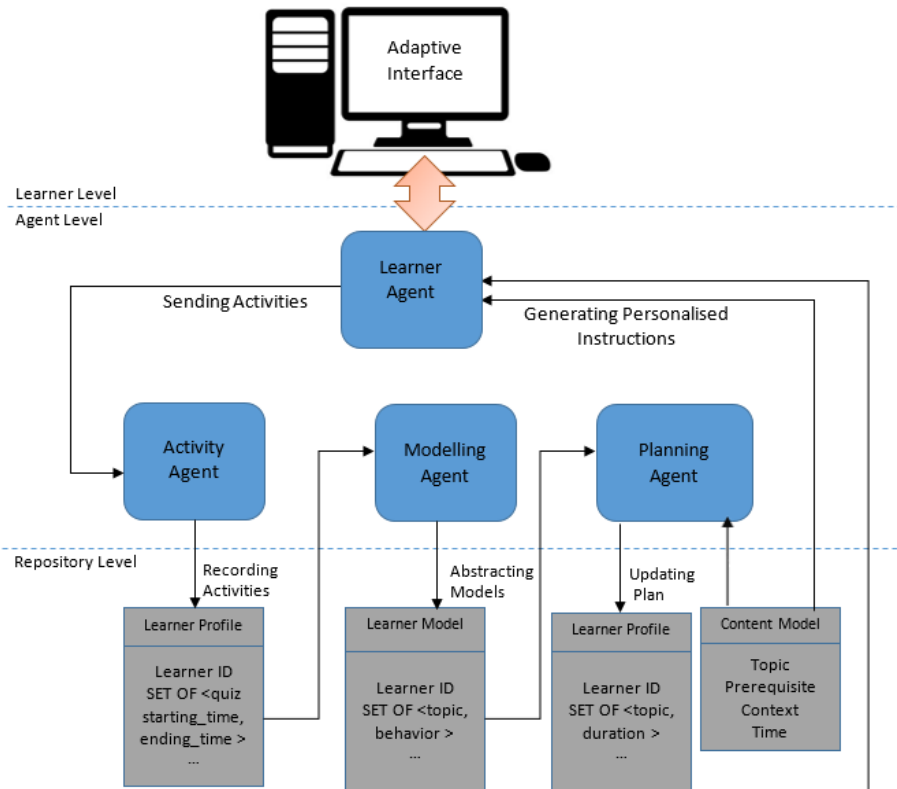 Adaptive
Interface
Learner Level
Agent Level
Learner
Agent
Sending Activities
Generating Personalised
Instructions
Activity
Agent
Modelling
Agent
Planning
Agent
Repository Level
Recording
Activities
Abstracting
Models
Updating
Plan
Learner Profile
Learner ID
SET OF <quiz
starting_time,
ending_time >
...
Learner Model
Learner ID
SET OF <topic,
behavior >
...
Learner Profile
Learner ID
SET OF <topic,
duration >
...
Content Model
Topic
Prerequisite
Context
Time